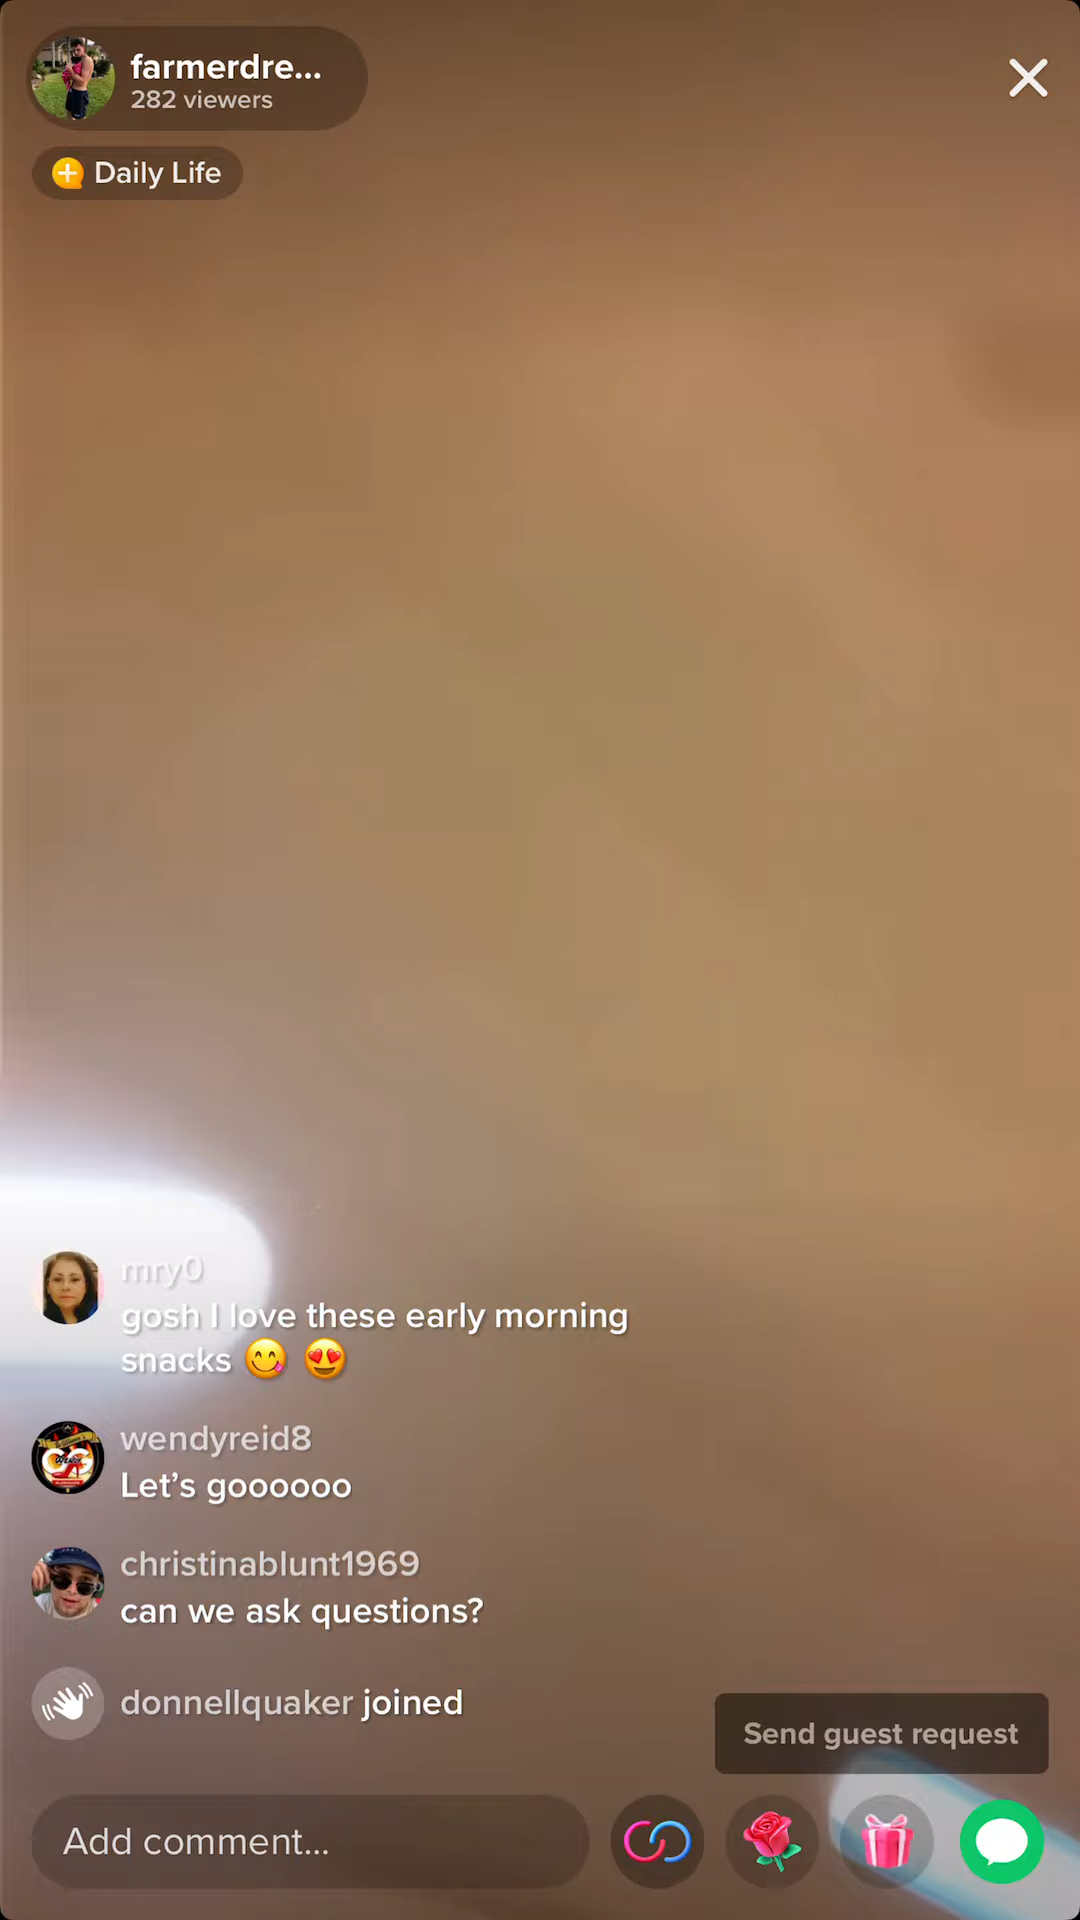 farmerdre...
282 viewers
Daily Life
mry0
gosh I love these early morning
snacks 😋 😍
wendyreid8
Let's goooooo
christinablunt1969
can we ask questions?
donnellquaker joined
Send guest request
Add comment...